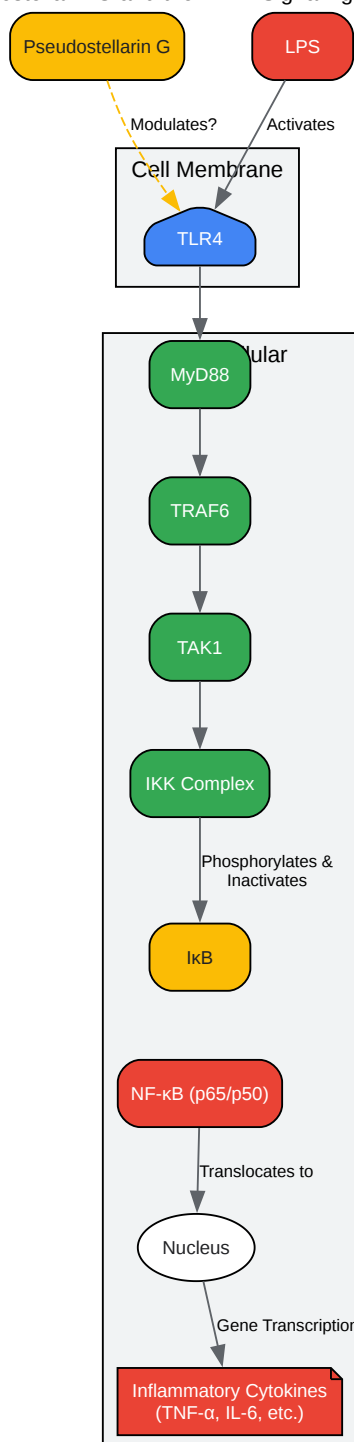 Pseudostellarin G
LPS
Modulates?
Activates
Cell Membrane
TLR4
MyD88
TRAF6
TAK1
IKK Complex
Phosphorylates &
Inactivates
IκB
NF-κB (p65/p50)
Translocates to
Nucleus
Gene Transcription
Inflammatory Cytokines
(TNF-α, IL-6, etc.)